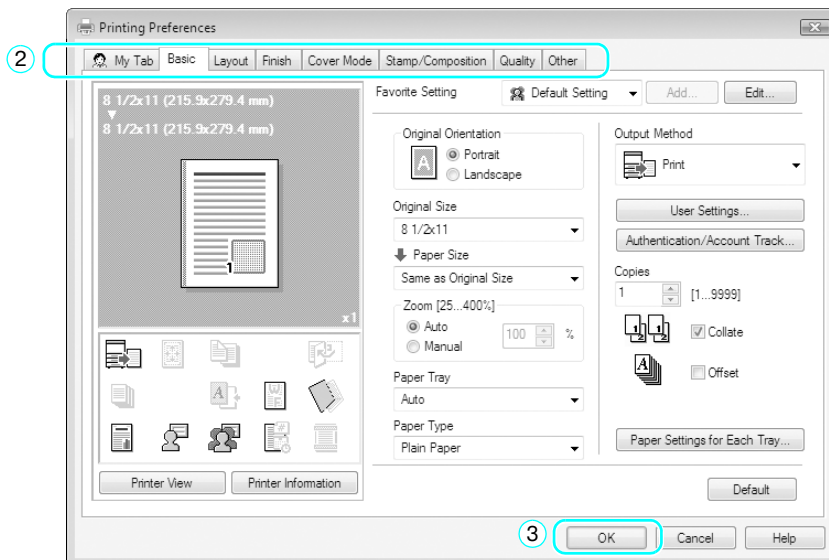 Printing Preferences
② My Tab Basic Layout Finish Cover Mode Stamp/Composition Quality Other
8 1/2x11 (215.9x279.4 mm)
8 1/2x11 (215.9x279.4 mm)
1
x1
Printer View Printer Information
Favorite Setting Default Setting Add... Edit...
Original Orientation
A Portrait
Landscape
Original Size
8 1/2x11
Paper Size
Same as Original Size
Zoom [25...400%]
Auto 100 %
Manual
Paper Tray
Auto
Paper Type
Plain Paper
Output Method
Print
User Settings...
Authentication/Account Track...
Copies
1 [1...9999]
1 2 1 2 Collate
A Offset
Paper Settings for Each Tray...
Default
③ OK Cancel Help